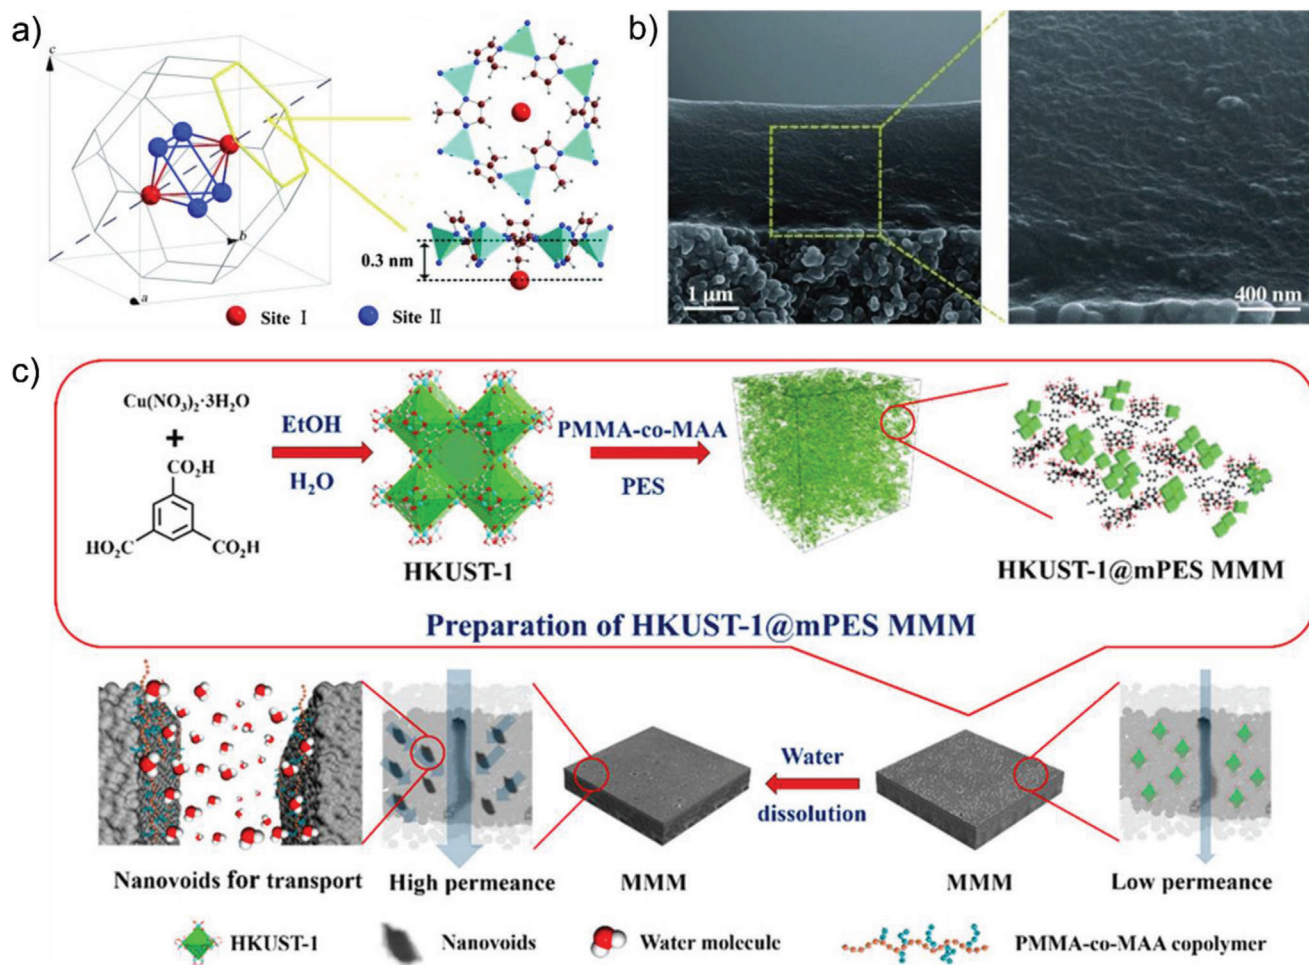 a)
c
b
a
0.3 nm
Site I
Site II
b)
1 μm
400 nm
c)
Cu(NO₃)₂·3H₂O
+
CO₂H
HO₂C
CO₂H
EtOH
H₂O
HKUST-1
PMMA-co-MAA
PES
HKUST-1@mPES MMM
Preparation of HKUST-1@mPES MMM
Water
dissolution
Nanovoids for transport
High permeance
MMM
MMM
Low permeance
HKUST-1
Nanovoids
Water molecule
PMMA-co-MAA copolymer